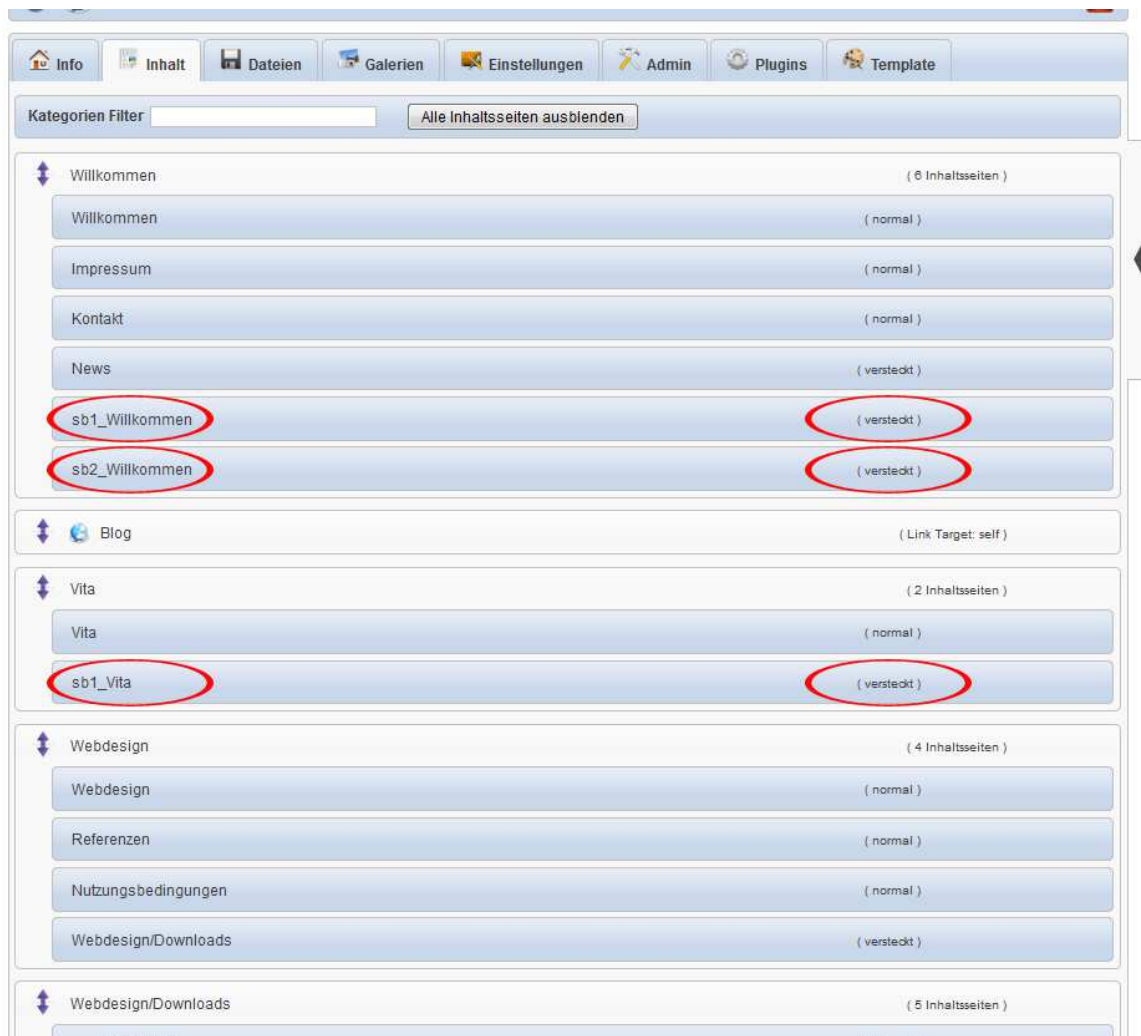 Info Inhalt Dateien Galerien Einstellungen Admin Plugins Template
Kategorien Filter Alle Inhaltsseiten ausblenden
Willkommen ( 6 Inhaltsseiten )
Willkommen ( normal )
Impressum ( normal )
Kontakt ( normal )
News ( versteckt )
sb1_Willkommen ( versteckt )
sb2_Willkommen ( versteckt )
Blog ( Link Target: self )
Vita ( 2 Inhaltsseiten )
Vita ( normal )
sb1_Vita ( versteckt )
Webdesign ( 4 Inhaltsseiten )
Webdesign ( normal )
Referenzen ( normal )
Nutzungsbedingungen ( normal )
Webdesign/Downloads ( versteckt )
Webdesign/Downloads ( 5 Inhaltsseiten )